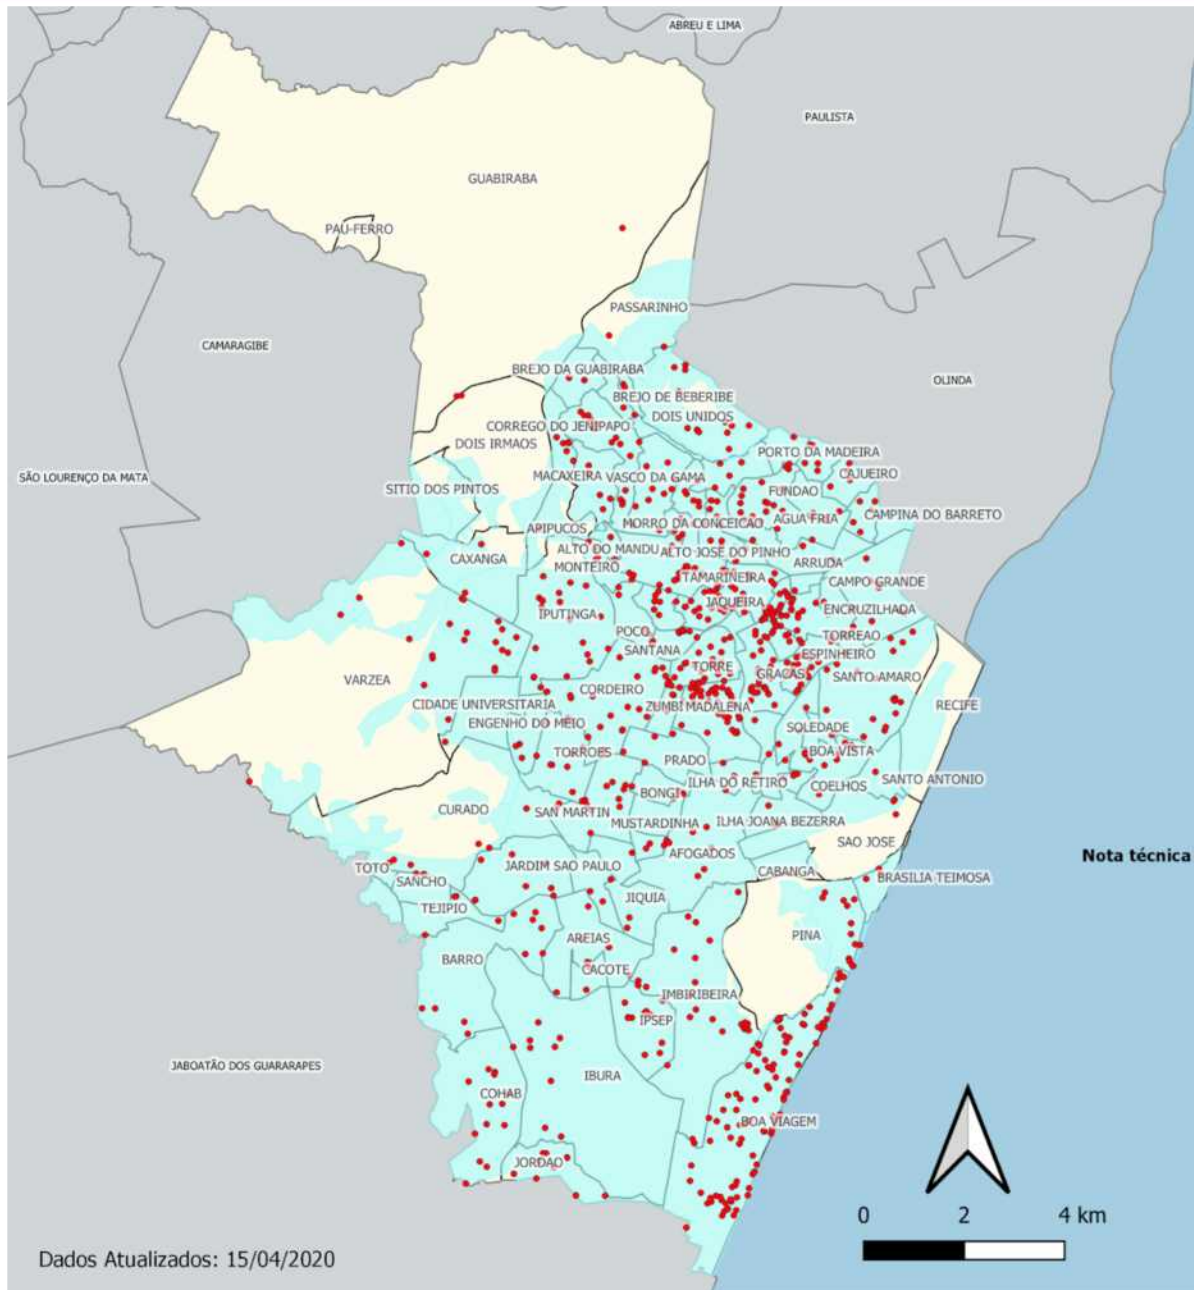 ABREU E LIMA
PAULISTA
GUABIRABA
PAU-FERRO
PASSARINHO
CAMARAGIBE
BREJO DA GUABIRABA
OLINDA
BREJO DE BEBERIBE
DOIS UNIDOS
CORREGO DO JENIPAPO
DOIS IRMAOS
PORTO DA MADEIRA
SÃO LOURENÇO DA MATA
MACAXEIRA
VASCO DA GAMA
CAJUEIRO
SITIO DOS PINTOS
FUNDAO
CAMPINA DO BARRETO
APIPUCOS
MORRO DA CONCEICAO
AGUA FRIA
ALTO DO MANDU
ALTO JOSE DO PINHO
CAXANGA
MONTEIRO
ARRUDA
TAMARINEIRA
CAMPO GRANDE
JAQUEIRA
IPUTINGA
ENCRUZILHADA
POCO
TORREAO
SANTANA
ESPINHEIRO
TORRE
GRACAS
SANTO AMARO
VARZEA
CORDEIRO
CIDADE UNIVERSITARIA
ZUMBI
MADALENA
RECIFE
ENGENHO DO MEIO
SOLEDADE
TORROES
BOA VISTA
PRADO
ILHA DO RETIRO
COELHOS
SANTO ANTONIO
BONGI
CURADO
SAN MARTIN
MUSTARDINHA
ILHA JOANA BEZERRA
SAO JOSE
AFOGADOS
Nota técnica
TOTO
JARDIM SAO PAULO
CABANGA
BRASILIA TEIMOSA
SANCHO
TEJIPIO
JIQUIA
AREIAS
PINA
BARRO
CACOTE
IMBIRIBEIRA
IPSEP
JABOATÃO DOS GUARARAPES
IBURA
COHAB
BOA VIAGEM
JORDAO
0 2 4 km
Dados Atualizados: 15/04/2020